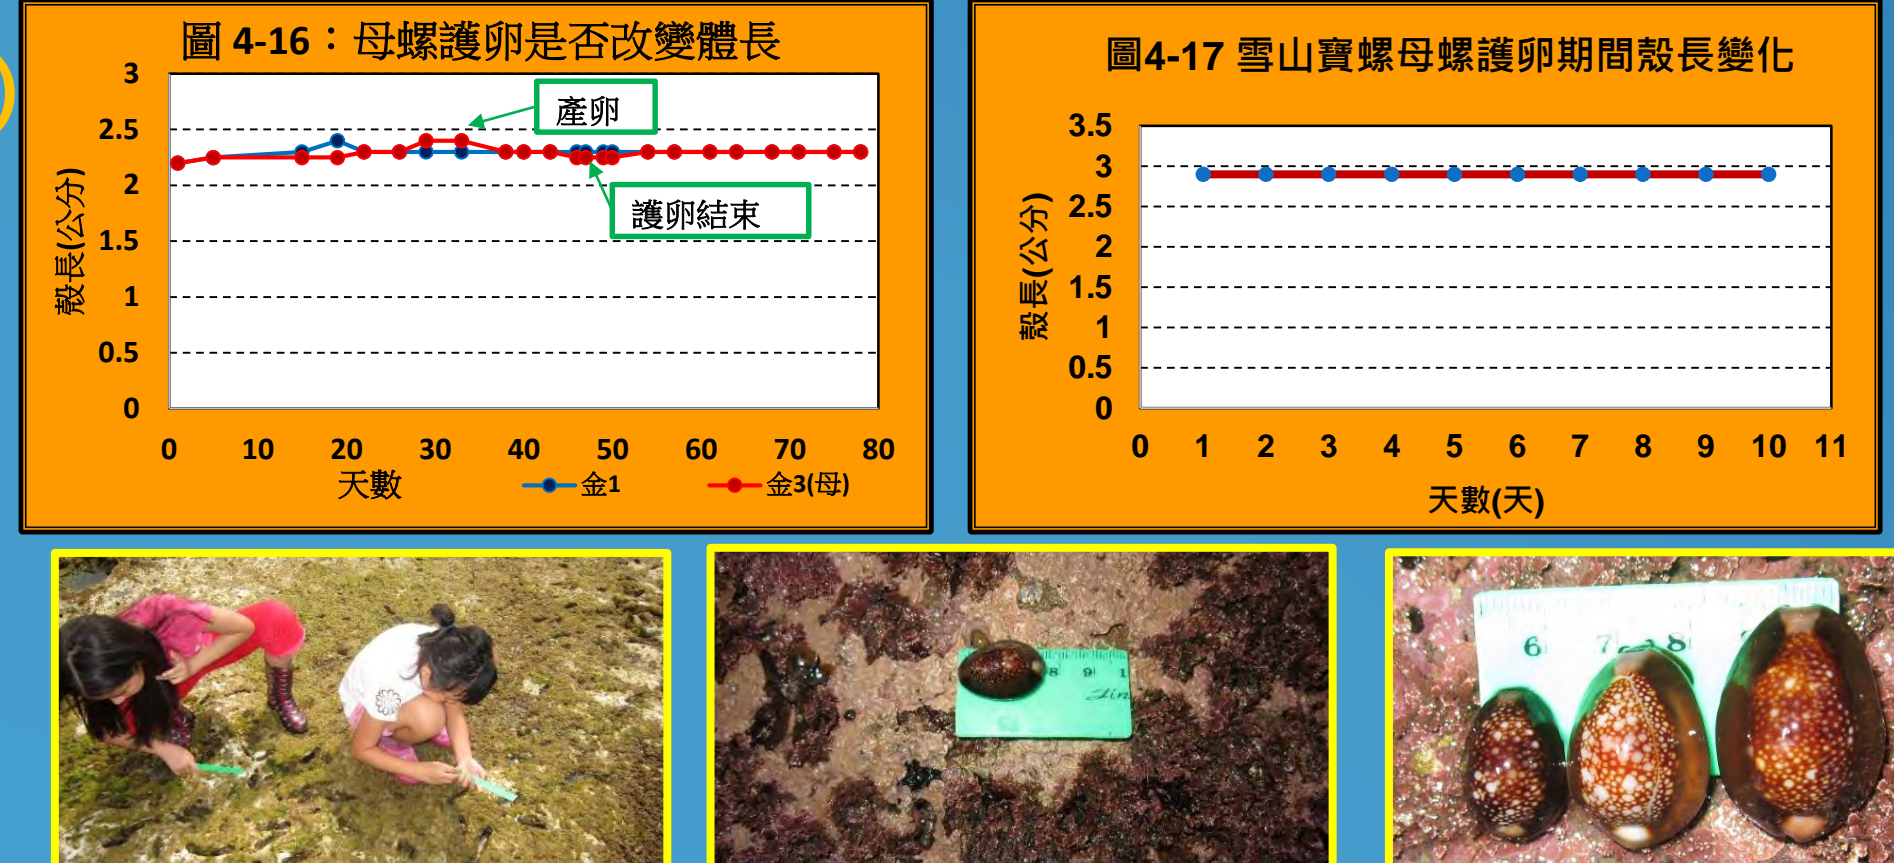 圖 4-16：母螺護卵是否改變體長
3
2.5
2
1.5
1
0.5
0
殼長(公分)
產卵
護卵結束
0 10 20 30 40 50 60 70 80
天數
金1 金3(母)
圖4-17 雪山寶螺母螺護卵期間殼長變化
3.5
3
2.5
2
1.5
1
0.5
0
殼長(公分)
0 1 2 3 4 5 6 7 8 9 10 11
天數(天)
8 9 1
6 7 8